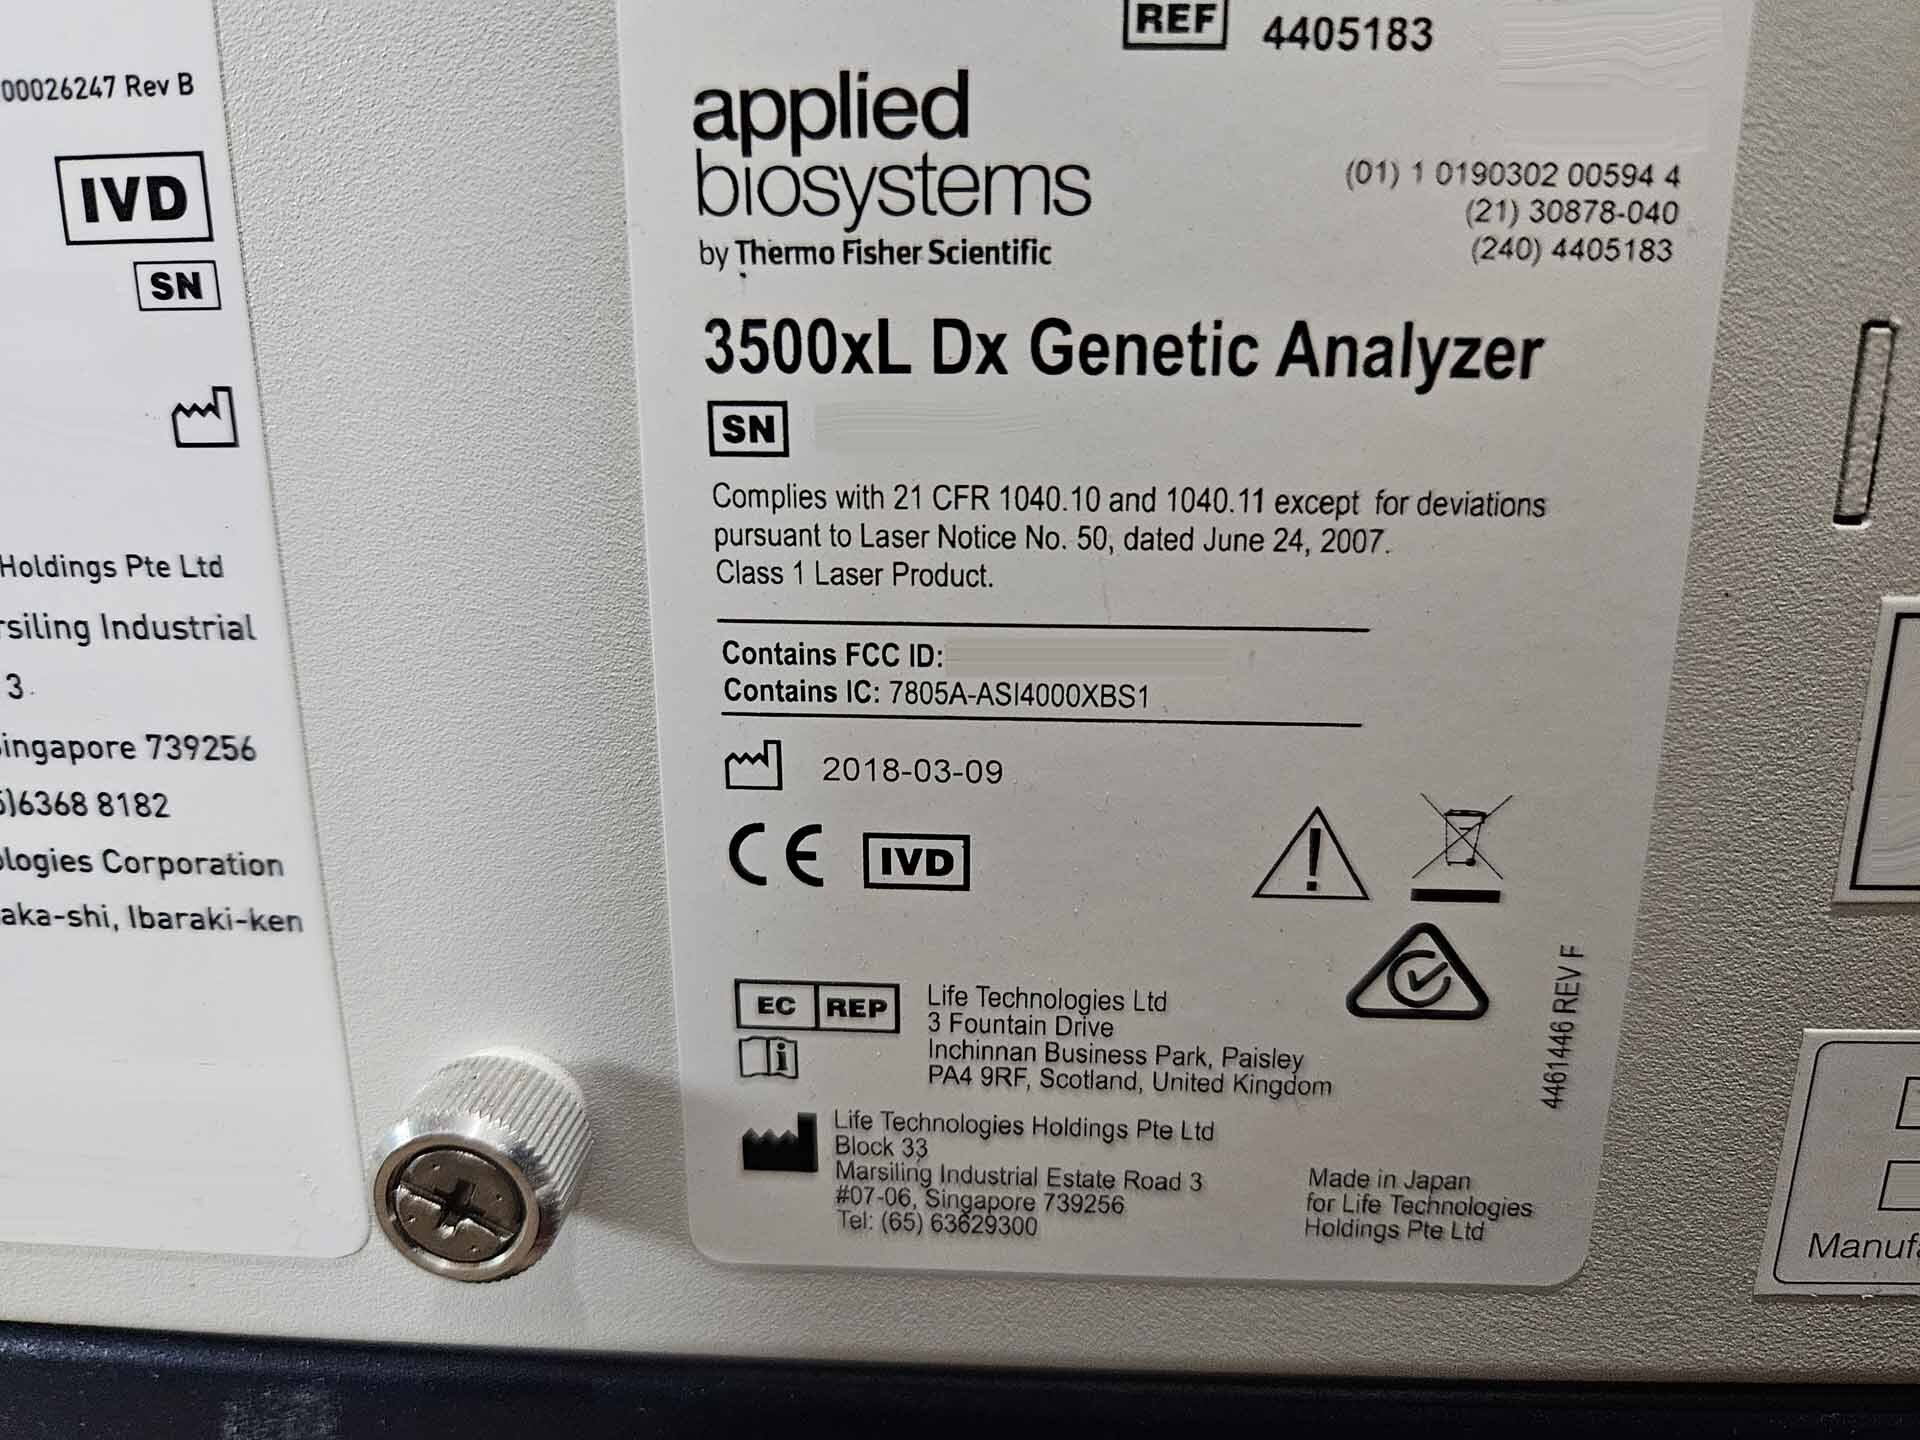 00026247 Rev B
IVD
SN
Holdings Pte Ltd
rsiling Industrial
3.
ingapore 739256
)6368 8182
ologies Corporation
aka-shi, Ibaraki-ken
REF 4405183
applied
biosystems
by Thermo Fisher Scientific
(01) 1 0190302 00594 4
(21) 30878-040
(240) 4405183
3500xL Dx Genetic Analyzer
SN
Complies with 21 CFR 1040.10 and 1040.11 except for deviations
pursuant to Laser Notice No. 50, dated June 24, 2007.
Class 1 Laser Product.
Contains FCC ID:
Contains IC: 7805A-ASI4000XBS1
2018-03-09
CE IVD
EC REP
Life Technologies Ltd
3 Fountain Drive
Inchinnan Business Park, Paisley
PA4 9RF, Scotland, United Kingdom
Life Technologies Holdings Pte Ltd
Block 33
Marsiling Industrial Estate Road 3
#07-06, Singapore 739256
Tel: (65) 63629300
Made in Japan
for Life Technologies
Holdings Pte Ltd
4461446 REV F
Manufa